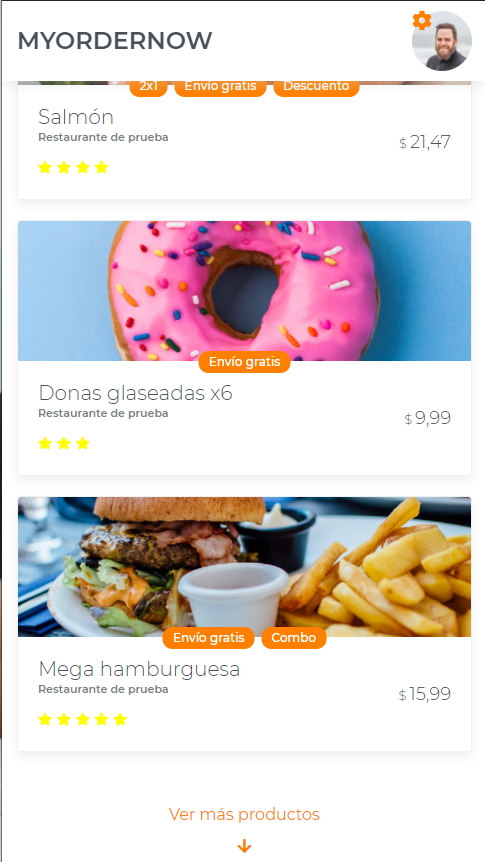 MYORDERNOW
2x1 Envío gratis Descuento
Salmón
Restaurante de prueba
$ 21,47
Envío gratis
Donas glaseadas x6
Restaurante de prueba
$ 9,99
Envío gratis Combo
Mega hamburguesa
Restaurante de prueba
$ 15,99
Ver más productos